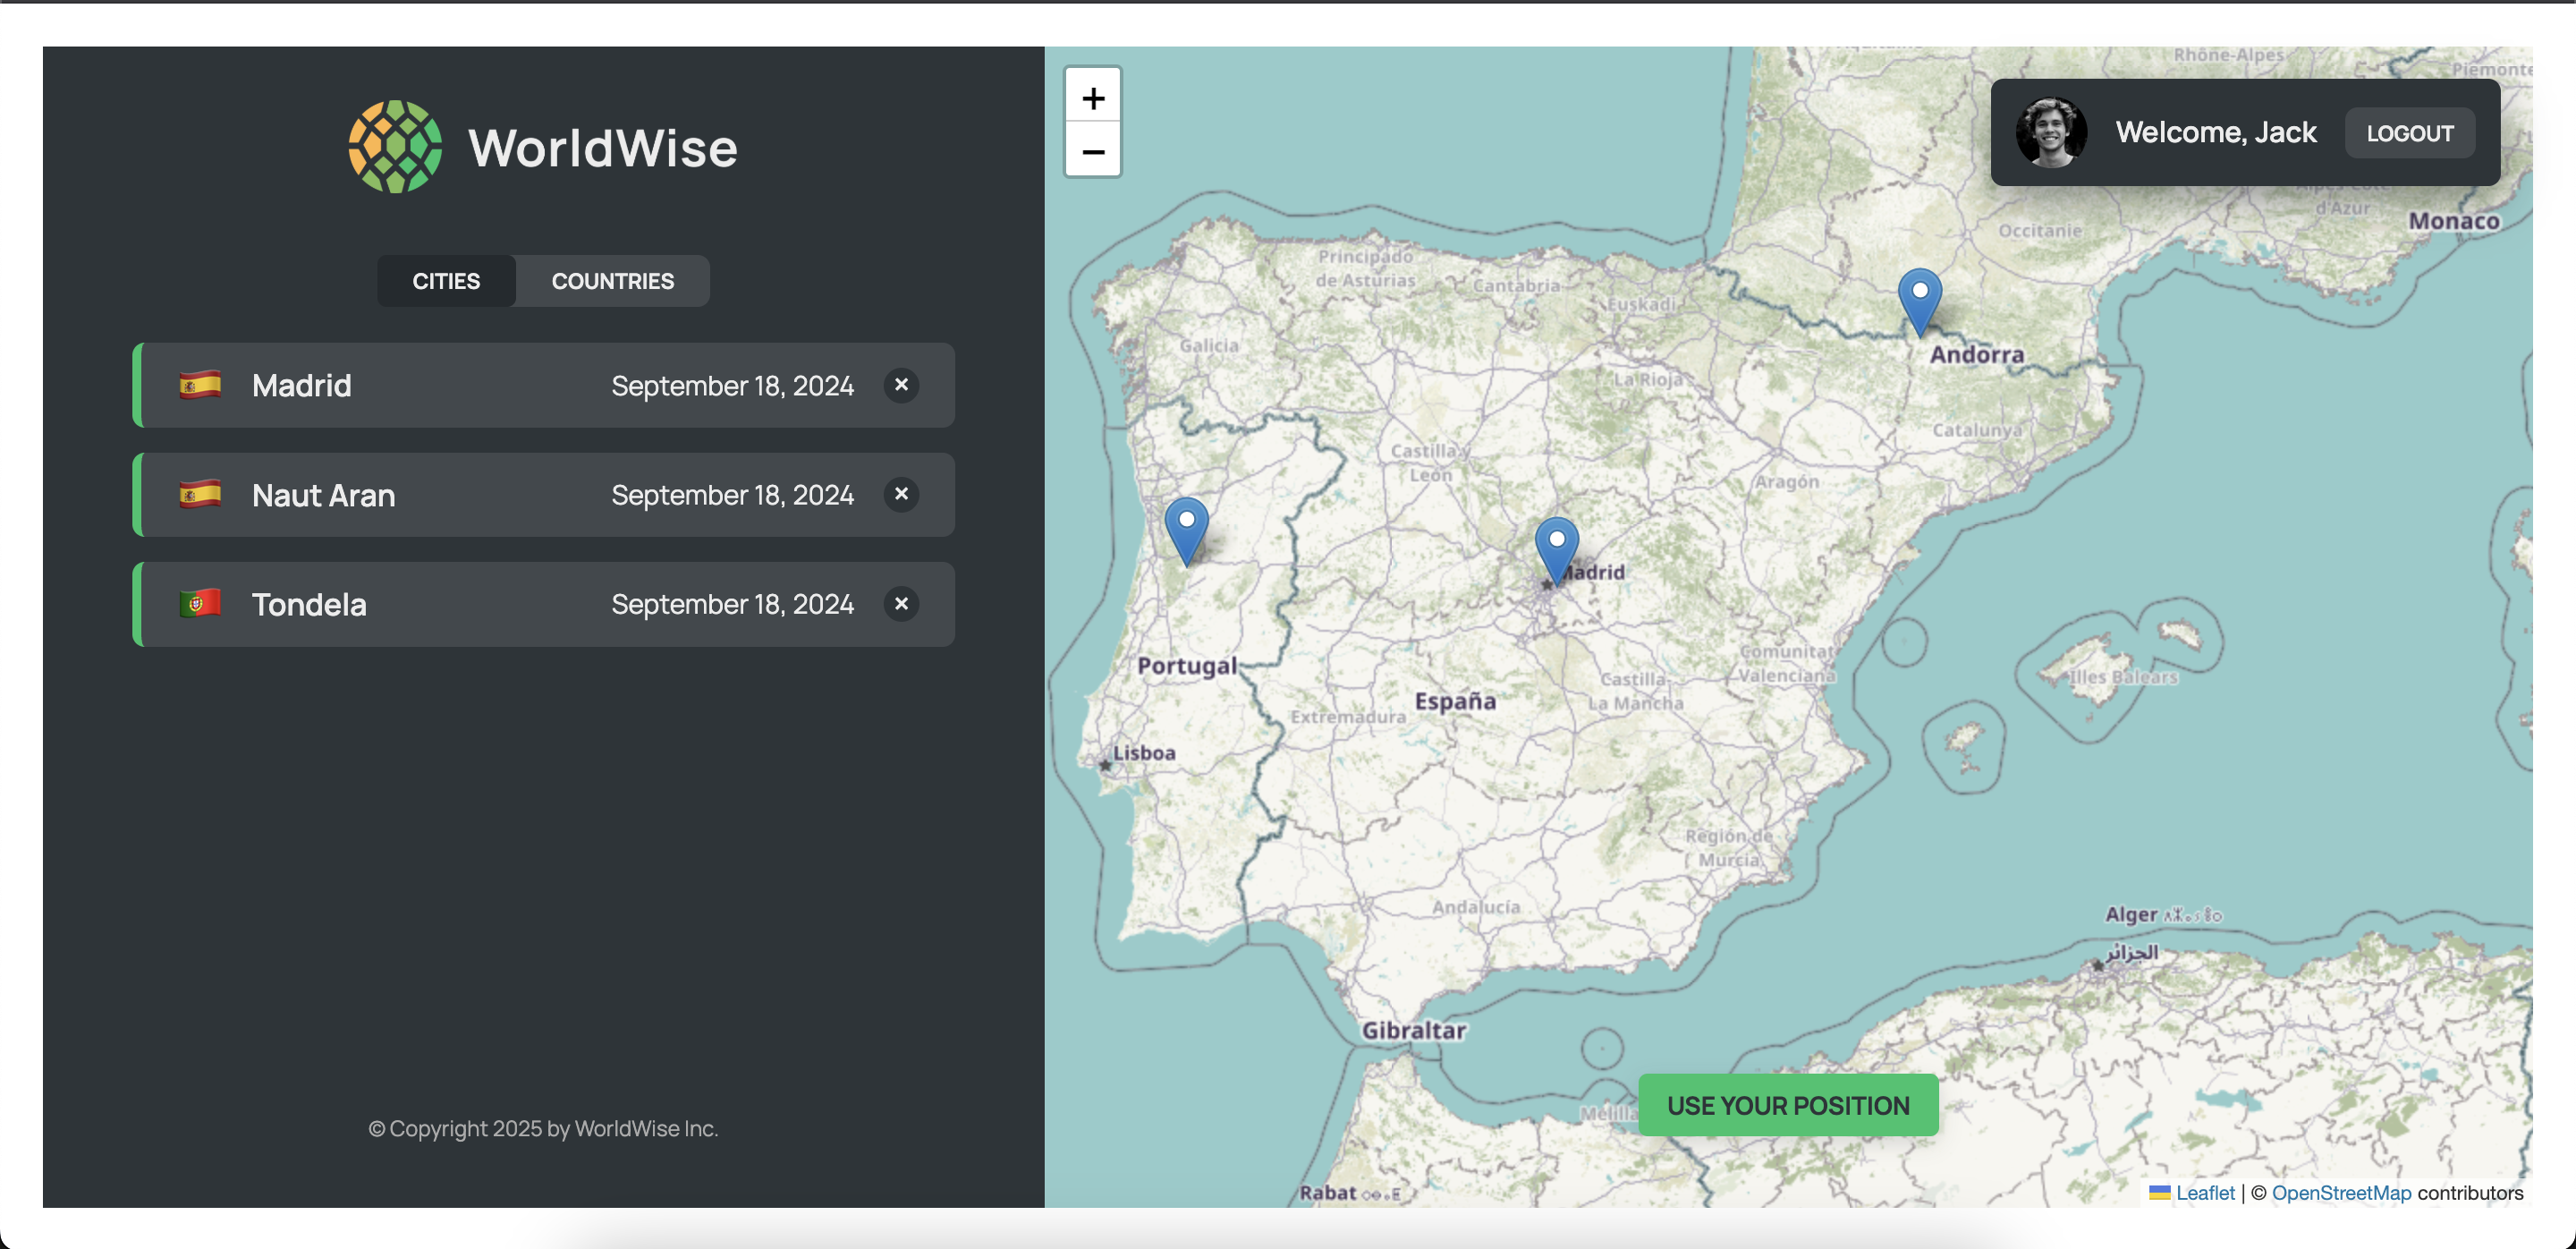 WorldWise
CITIES
COUNTRIES
Madrid
September 18, 2024
×
Naut Aran
September 18, 2024
×
Tondela
September 18, 2024
×
© Copyright 2025 by WorldWise Inc.
+
−
Welcome, Jack
LOGOUT
Rhône-Alpes
Piemonte
d'Azur
Monaco
Occitanie
Principado
de Asturias
Cantabria
Euskadi
Galicia
La Rioja
Andorra
Catalunya
Castilla y
León
Aragón
Madrid
Portugal
España
Castilla-
La Mancha
Comunitat
Valenciana
Illes Balears
Extremadura
Lisboa
Región de
Murcia
Andalucía
Alger
الجزائر
Gibraltar
Melilla
USE YOUR POSITION
Rabat
Leaflet | © OpenStreetMap contributors